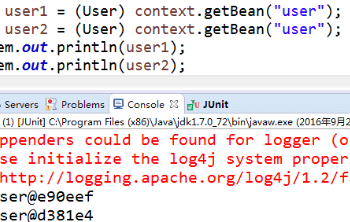 user1 = (User) context.getBean("user");
user2 = (User) context.getBean("user");
em.out.println(user1);
em.out.println(user2);
Servers Problems Console JUnit
(1) [JUnit] C:\Program Files (x86)\Java\jdk1.7.0_72\bin\javaw.exe (2016年9月2
ppenders could be found for logger (o
se initialize the log4j system proper
http://logging.apache.org/log4j/1.2/f
user@e90eef
user@d381e4